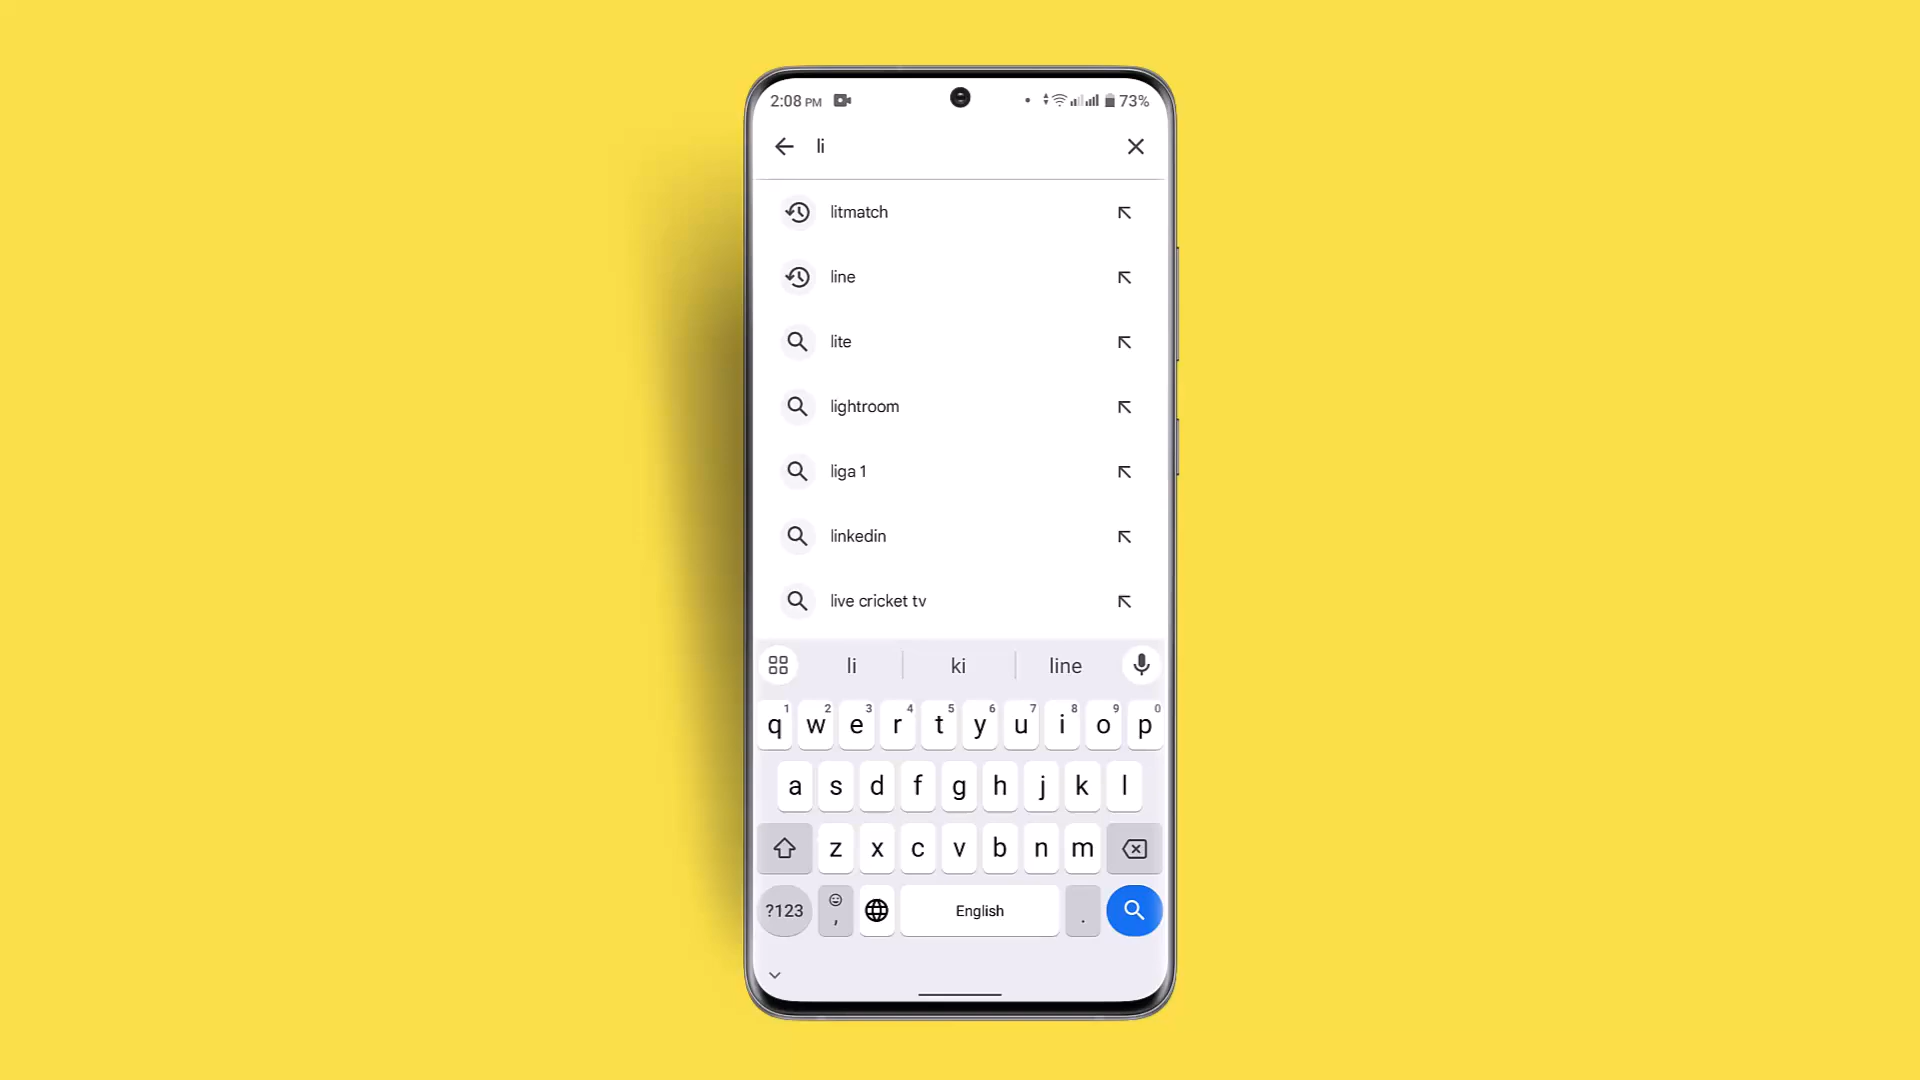 2:08 PM 73%
li
litmatch
line
lite
lightroom
liga 1
linkedin
live cricket tv
li ki line
1 2 3 4 5 6 7 8 9 0
q w e r t y u i o p
a s d f g h j k l
z x c v b n m
?123 , English .